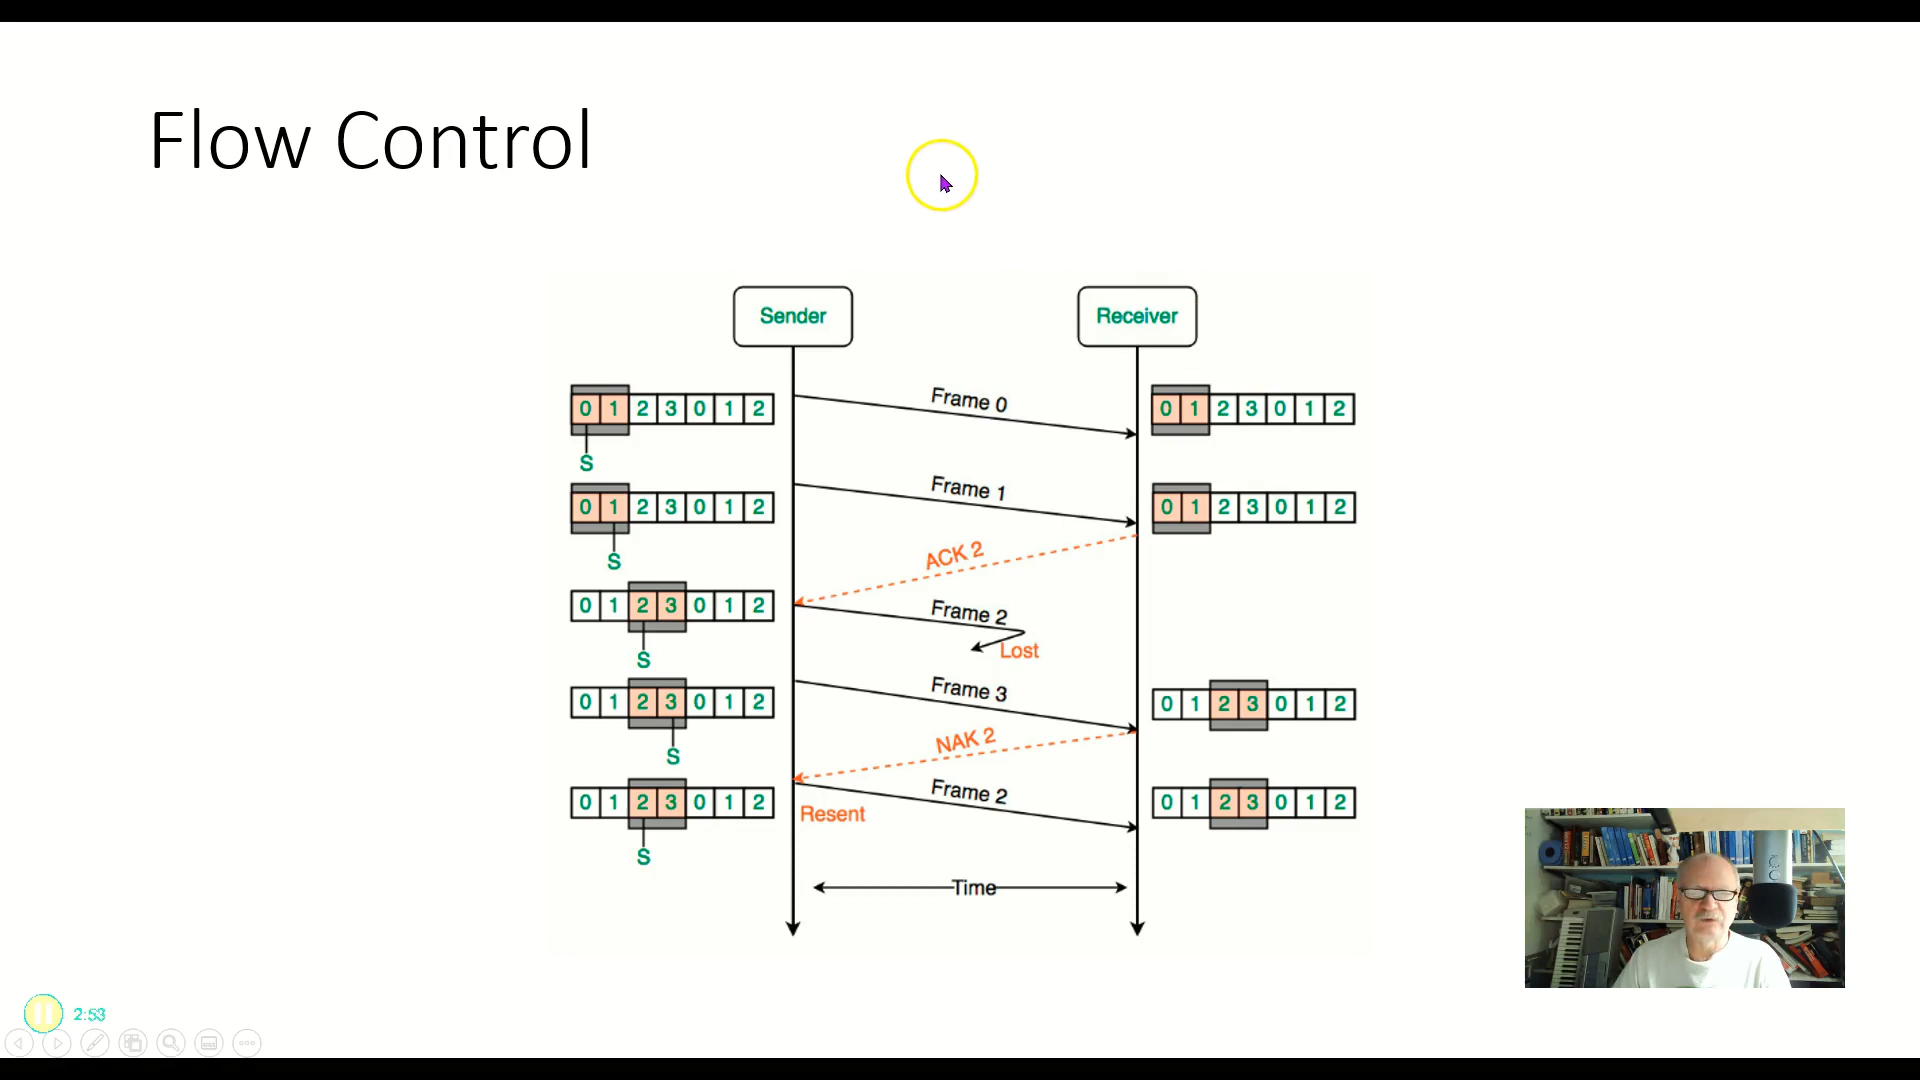 Flow Control
Sender Receiver
Frame 0
0 1 2 3 0 1 2 0 1 2 3 0 1 2
S
Frame 1
0 1 2 3 0 1 2 0 1 2 3 0 1 2
ACK 2
S
0 1 2 3 0 1 2 Frame 2
Lost
S
Frame 3
0 1 2 3 0 1 2 0 1 2 3 0 1 2
NAK 2
S
Frame 2
0 1 2 3 0 1 2 0 1 2 3 0 1 2
Resent
S
Time
2:53